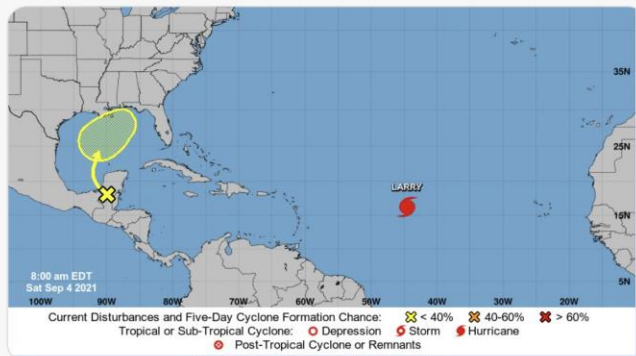 35N
25N
LARRY
15N
8:00 am EDT
Sat Sep 4 2021
5N
100W 90W 80W 70W 60W 50W 40W 30W 20W
Current Disturbances and Five-Day Cyclone Formation Chance: < 40% 40-60% > 60%
Tropical or Sub-Tropical Cyclone: Depression Storm Hurricane
Post-Tropical Cyclone or Remnants